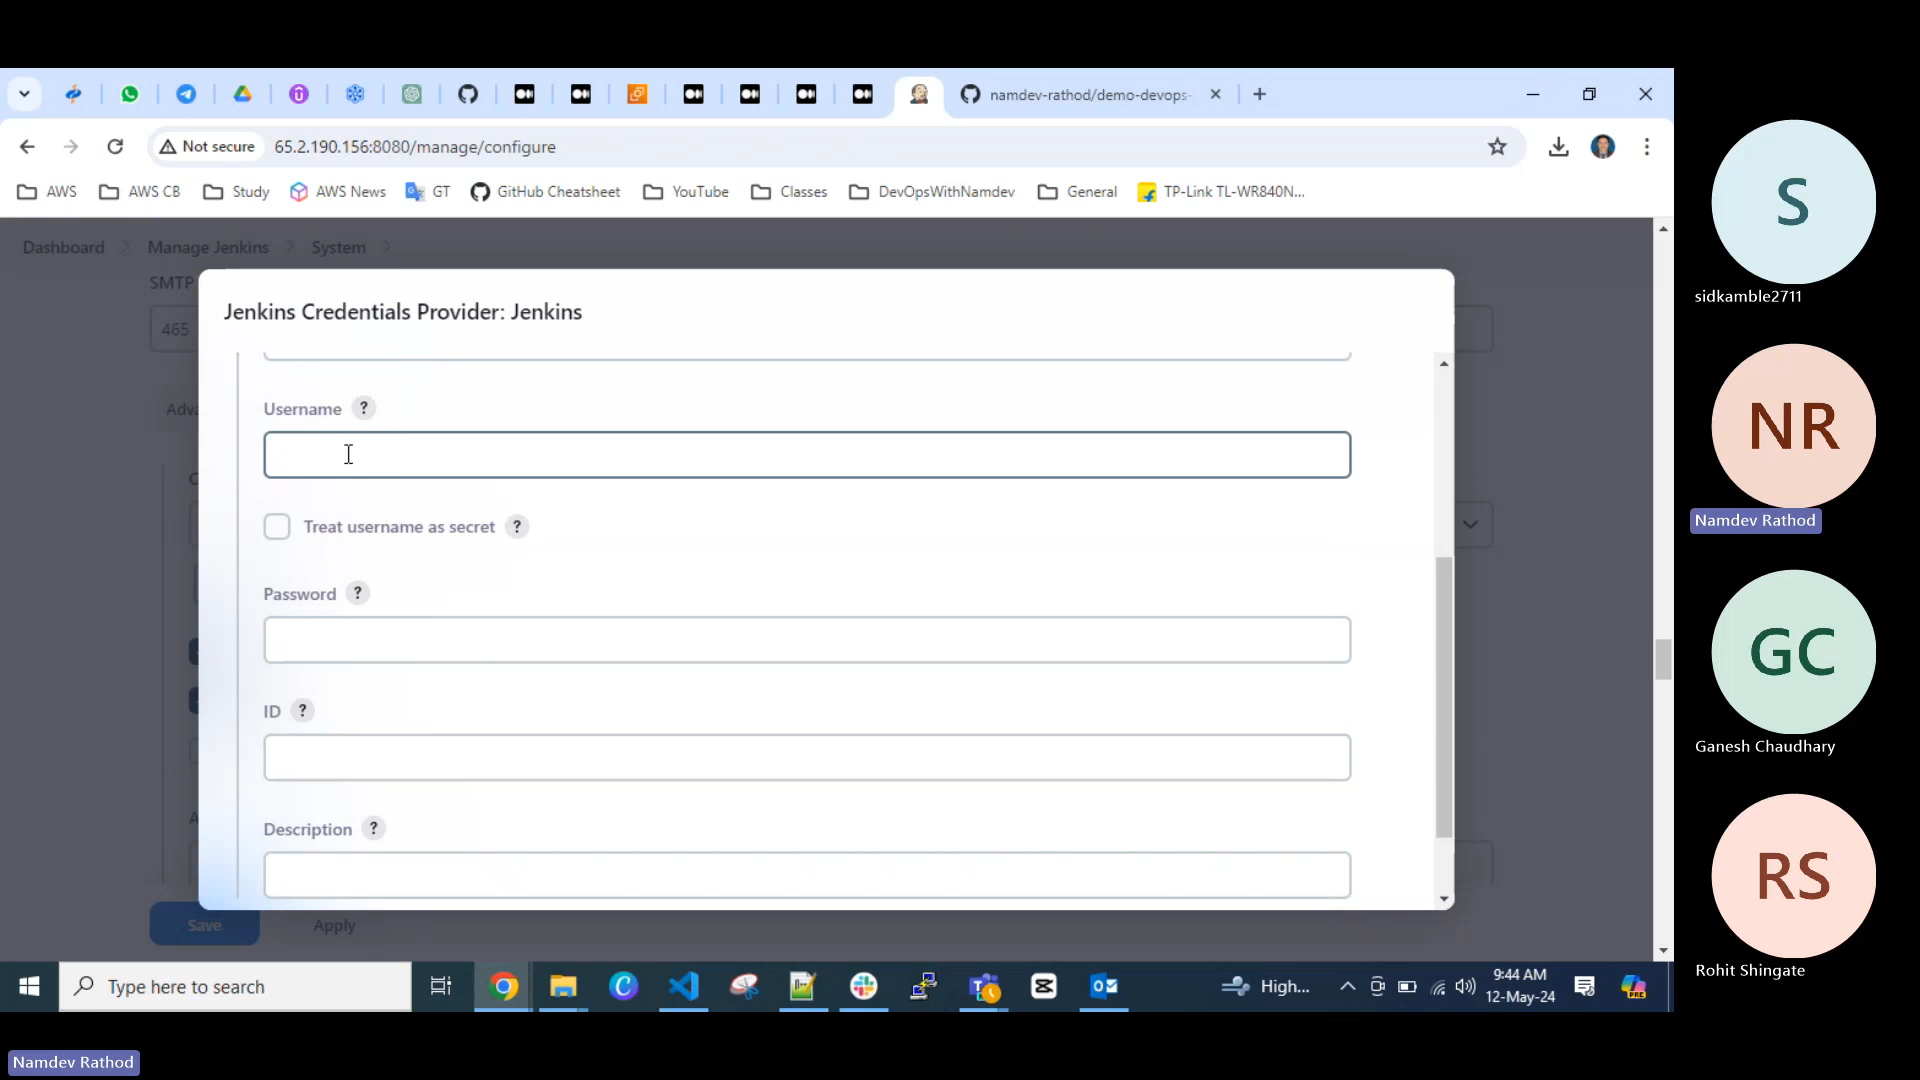 namdev-rathod/demo-devops-
Not secure
65.2.190.156:8080/manage/configure
AWS
AWS CB
Study
AWS News
GT
GitHub Cheatsheet
YouTube
Classes
DevOpsWithNamdev
General
TP-Link TL-WR840N...
Dashboard
Manage Jenkins
System
SMTP
465
Adva
Jenkins Credentials Provider: Jenkins
Username ?
Treat username as secret ?
Password ?
ID ?
Description ?
Save
Apply
Type here to search
High...
9:44 AM
12-May-24
S
sidkamble2711
NR
Namdev Rathod
GC
Ganesh Chaudhary
RS
Rohit Shingate
Namdev Rathod